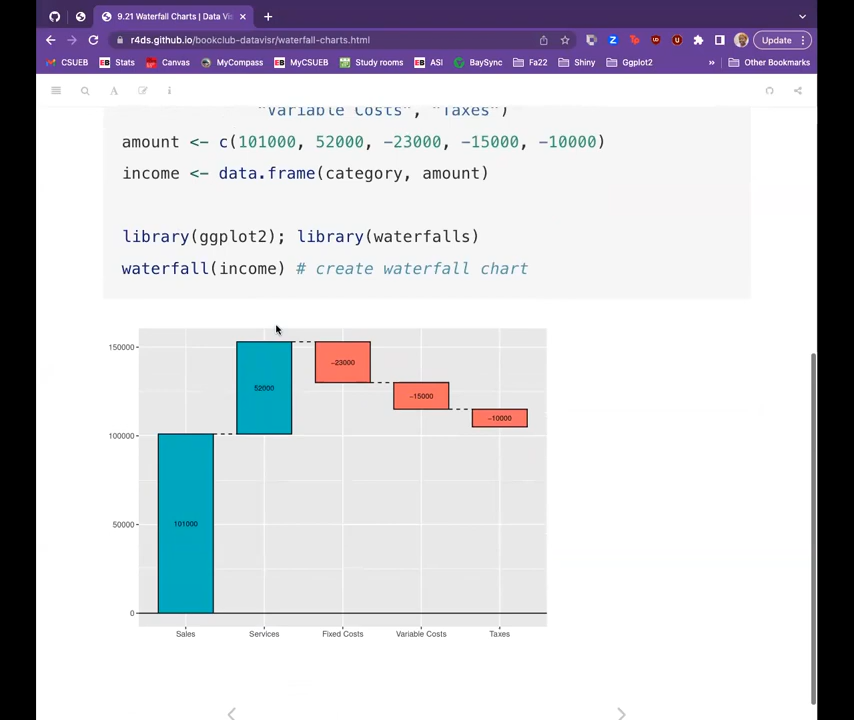 9.21 Waterfall Charts | Data Vis
r4ds.github.io/bookclub-datavisr/waterfall-charts.html
Update
CSUEB Stats Canvas MyCompass MyCSUEB Study rooms ASI BaySync Fa22 Shiny Ggplot2 » Other Bookmarks
"Variable Costs", "Taxes")
amount <- c(101000, 52000, -23000, -15000, -10000)
income <- data.frame(category, amount)
library(ggplot2); library(waterfalls)
waterfall(income) # create waterfall chart
150000
100000
50000
0
101000
52000
−23000
−15000
−10000
Sales Services Fixed Costs Variable Costs Taxes